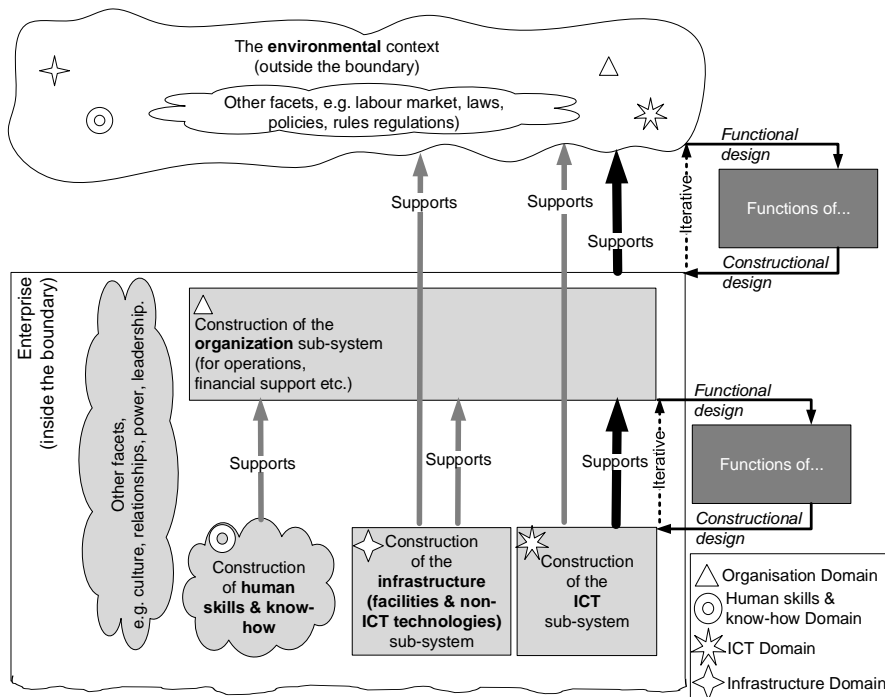 The environmental context
(outside the boundary)
Other facets, e.g. labour market, laws,
policies, rules regulations)
Functional
design
Functions of...
Iterative
Constructional
design
Supports
Supports
Supports
Enterprise
(inside the boundary)
Other facets,
e.g. culture, relationships, power, leadership.
Construction of the
organization sub-system
(for operations,
financial support etc.)
Functional
design
Functions of...
Iterative
Constructional
design
Supports
Supports
Supports
Construction
of human
skills & know-
how
Construction
of the
infrastructure
(facilities & non-
ICT technologies)
sub-system
Construction
of the
ICT
sub-system
Organisation Domain
Human skills &
know-how Domain
ICT Domain
Infrastructure Domain